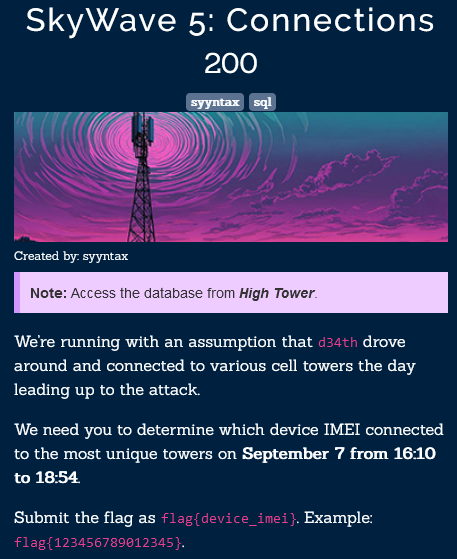 SkyWave 5: Connections
200
syyntax sql
Created by: syyntax
Note: Access the database from High Tower.
We’re running with an assumption that d34th drove
around and connected to various cell towers the day
leading up to the attack.
We need you to determine which device IMEI connected
to the most unique towers on September 7 from 16:10
to 18:54.
Submit the flag as flag{device_imei}. Example:
flag{123456789012345}.